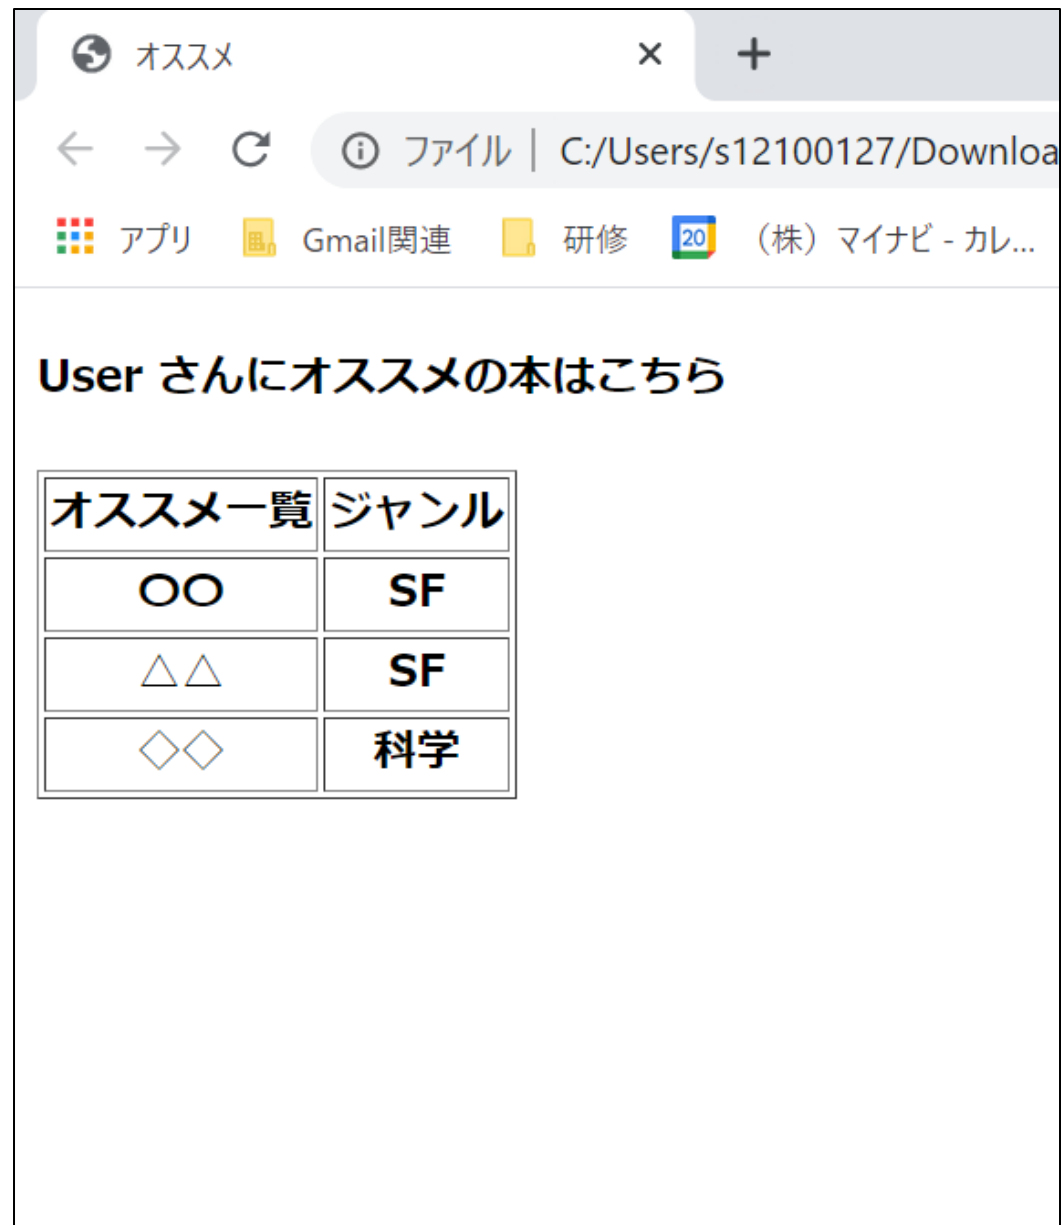 オススメ
ファイル | C:/Users/s12100127/Downloa
アプリ Gmail関連 研修 20 （株）マイナビ - カレ...
User さんにオススメの本はこちら
オススメ一覧 ジャンル
〇〇 SF
△△ SF
◇◇ 科学